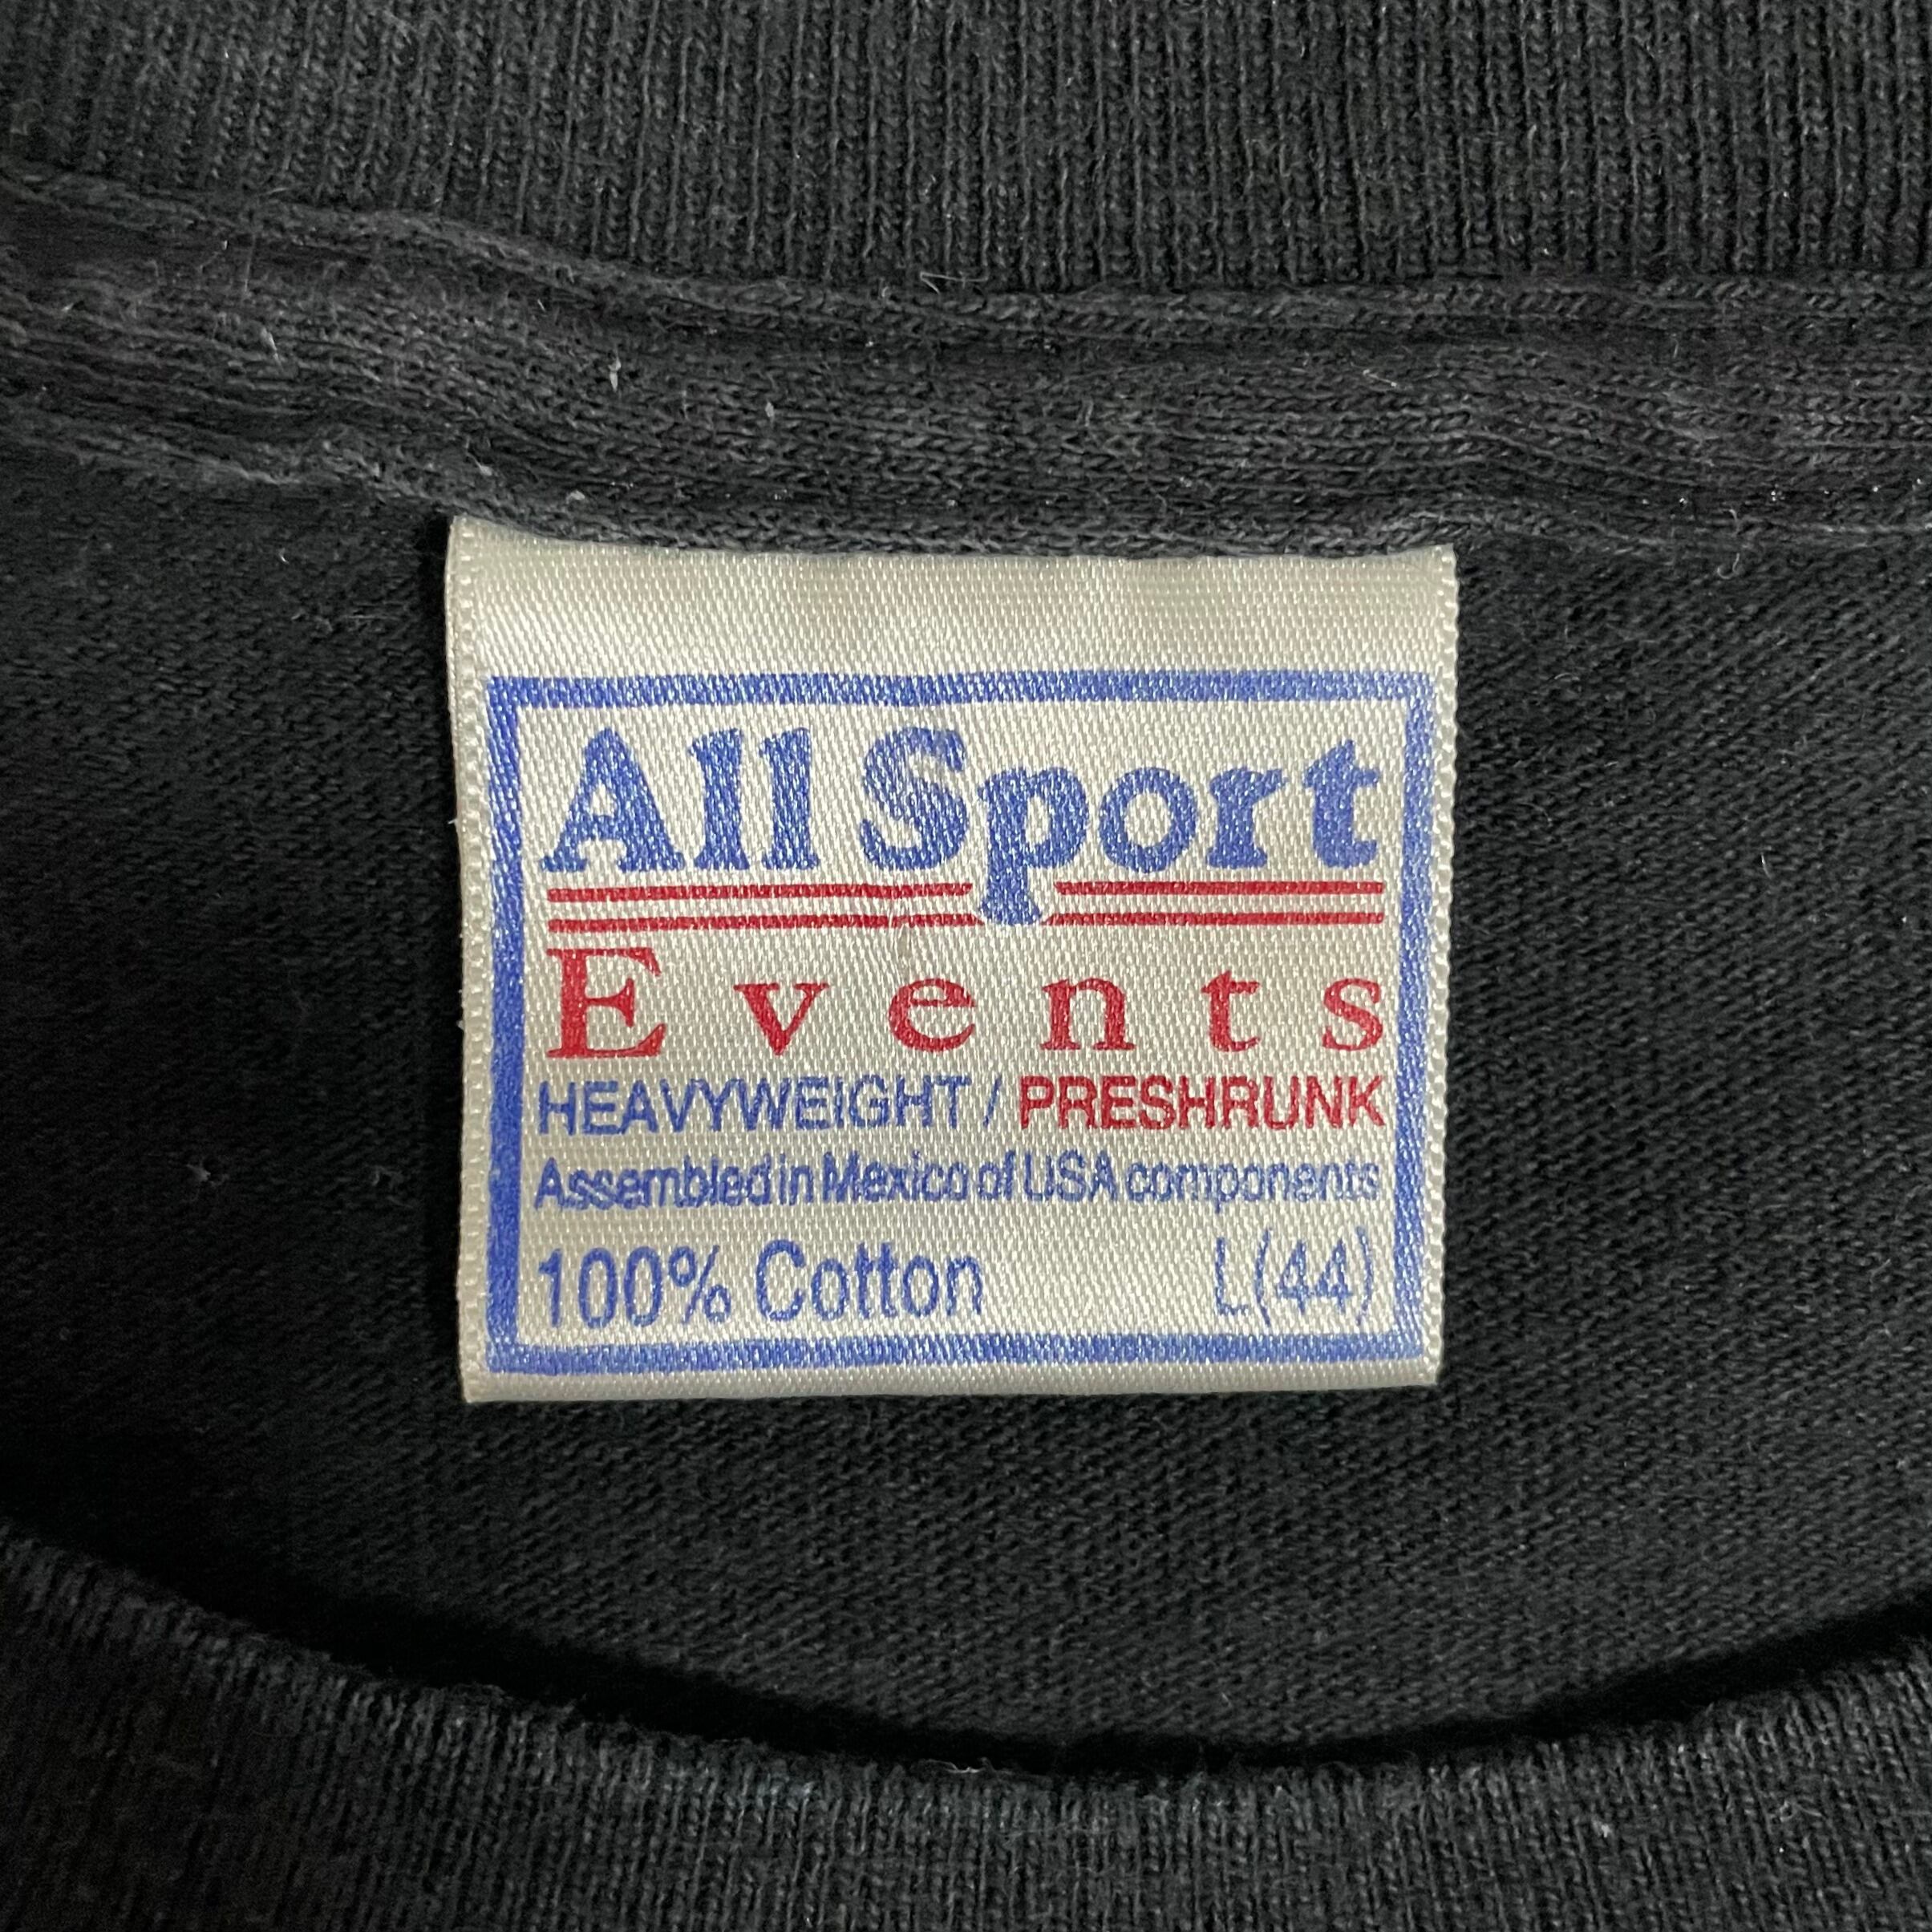 All Sport
Events
HEAVYWEIGHT / PRESHRUNK
Assembled in Mexico of USA components
100% Cotton L(44)